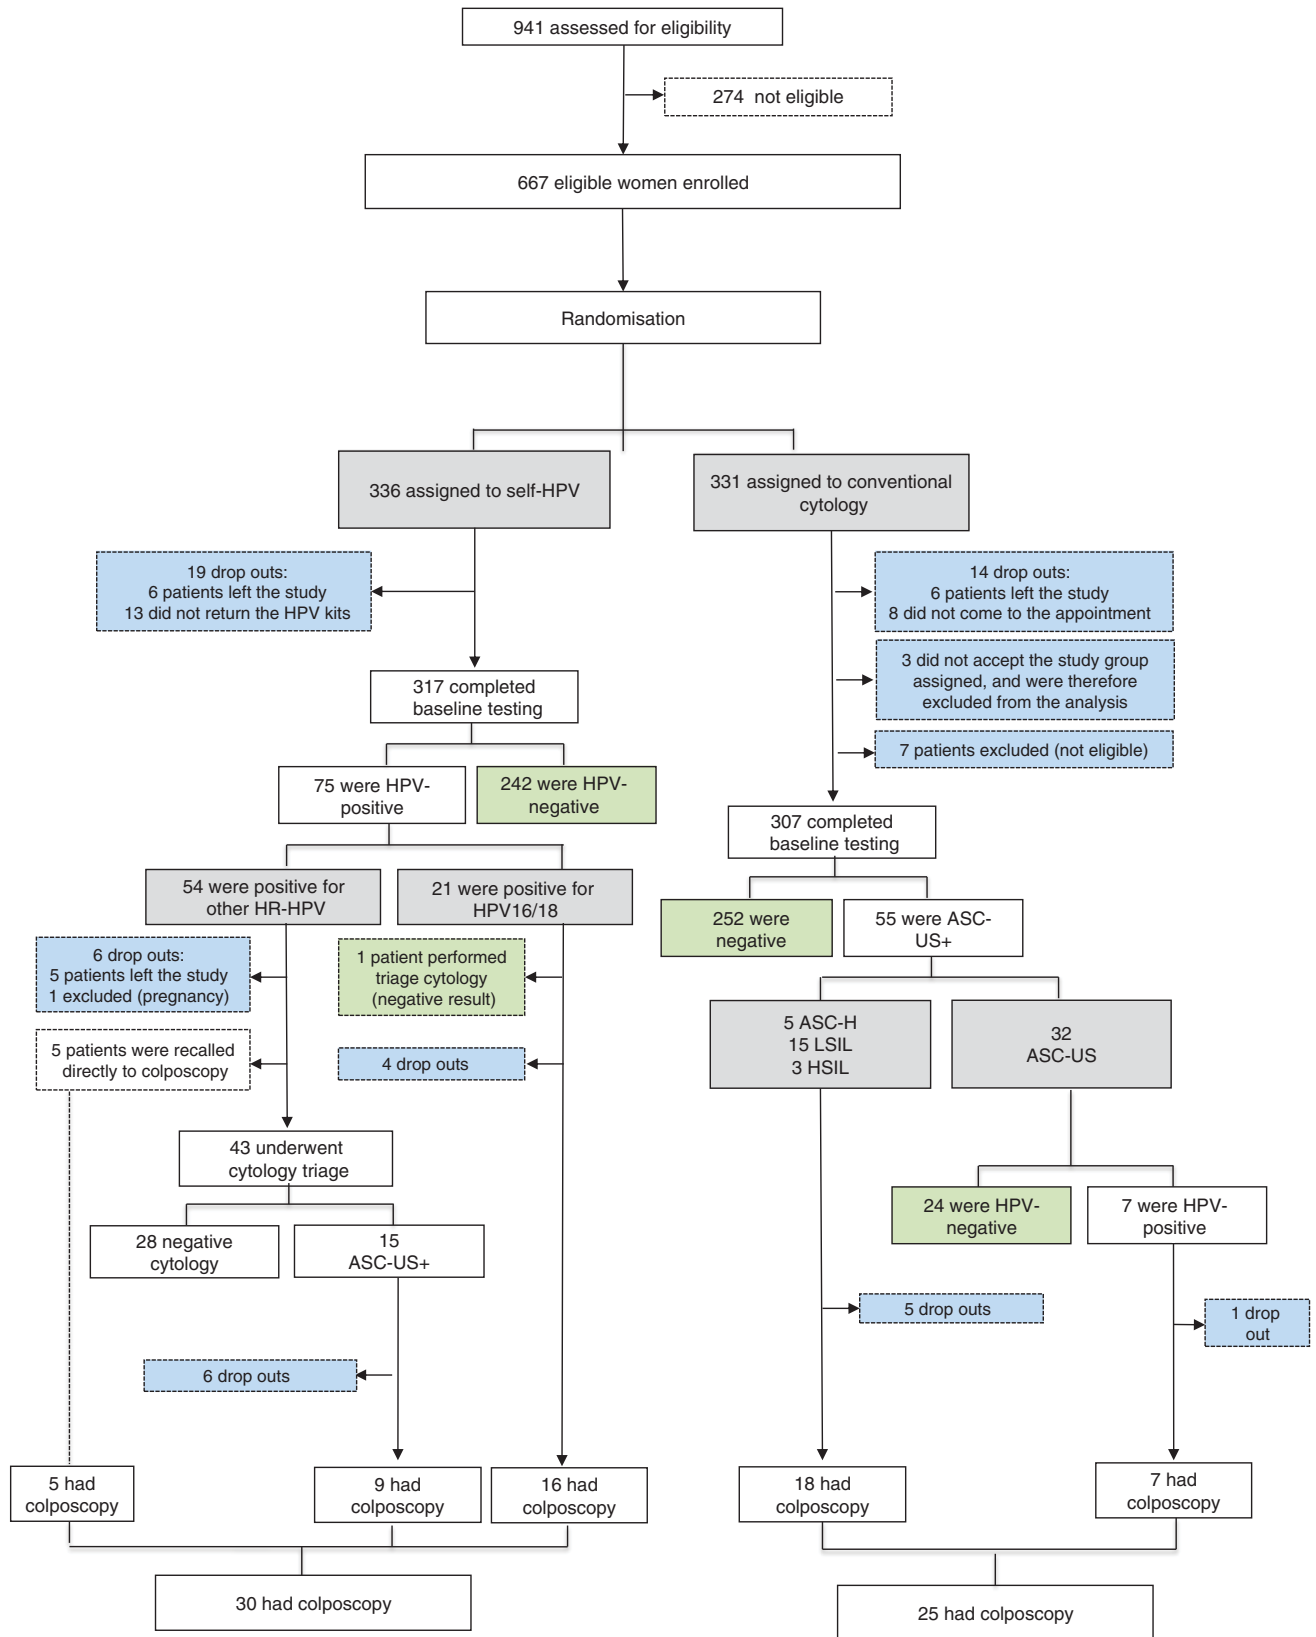 941 assessed for eligibility
274 not eligible
667 eligible women enrolled
Randomisation
336 assigned to self-HPV
331 assigned to conventional
cytology
19 drop outs:
6 patients left the study
13 did not return the HPV kits
14 drop outs:
6 patients left the study
8 did not come to the appointment
3 did not accept the study group
assigned, and were therefore
excluded from the analysis
7 patients excluded (not eligible)
317 completed
baseline testing
75 were HPV-
positive
242 were HPV-
negative
307 completed
baseline testing
54 were positive for
other HR-HPV
21 were positive for
HPV16/18
252 were
negative
55 were ASC-
US+
6 drop outs:
5 patients left the study
1 excluded (pregnancy)
1 patient performed
triage cytology
(negative result)
5 patients were recalled
directly to colposcopy
4 drop outs
5 ASC-H
15 LSIL
3 HSIL
32
ASC-US
43 underwent
cytology triage
28 negative
cytology
15
ASC-US+
24 were HPV-
negative
7 were HPV-
positive
5 drop outs
1 drop
out
6 drop outs
5 had
colposcopy
9 had
colposcopy
16 had
colposcopy
18 had
colposcopy
7 had
colposcopy
30 had colposcopy
25 had colposcopy